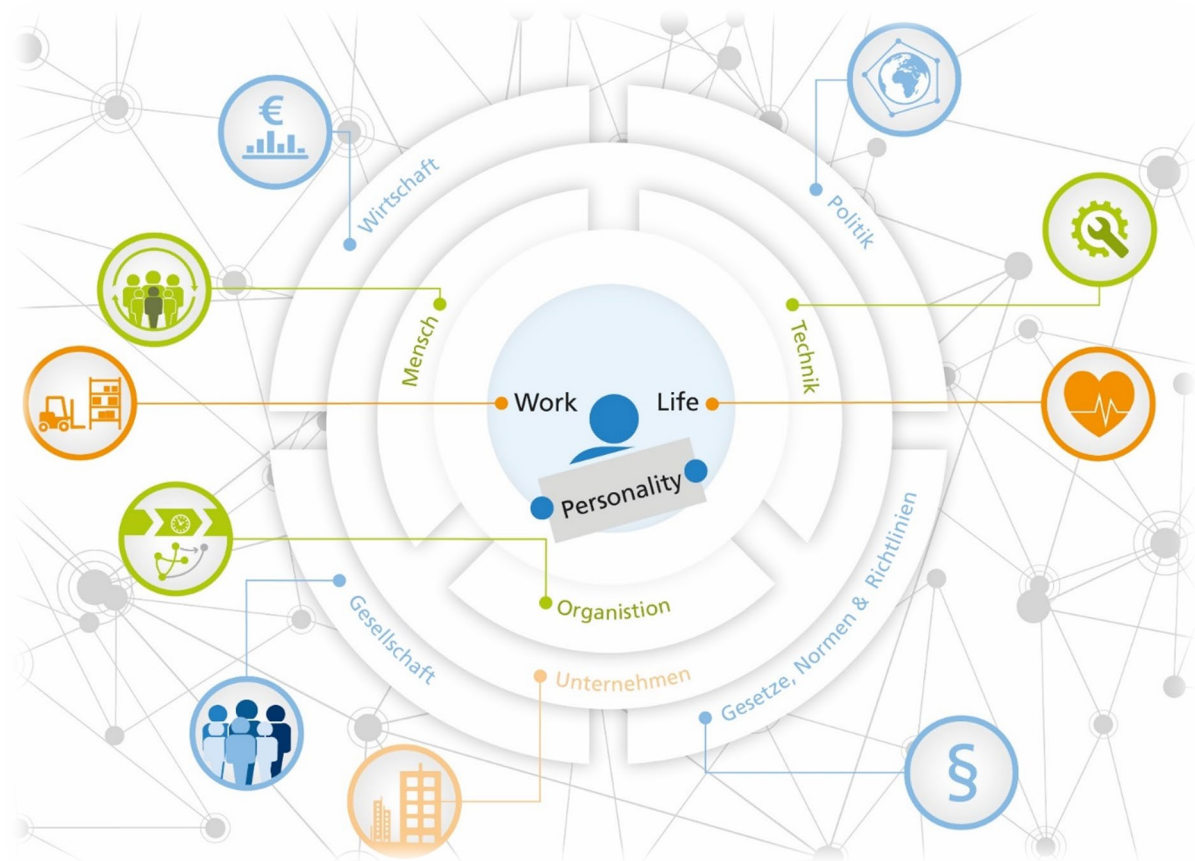 €
Wirtschaft
Politik
Mensch
Technik
Work
Life
Personality
Organistion
Gesellschaft
Unternehmen
Gesetze, Normen & Richtlinien
§